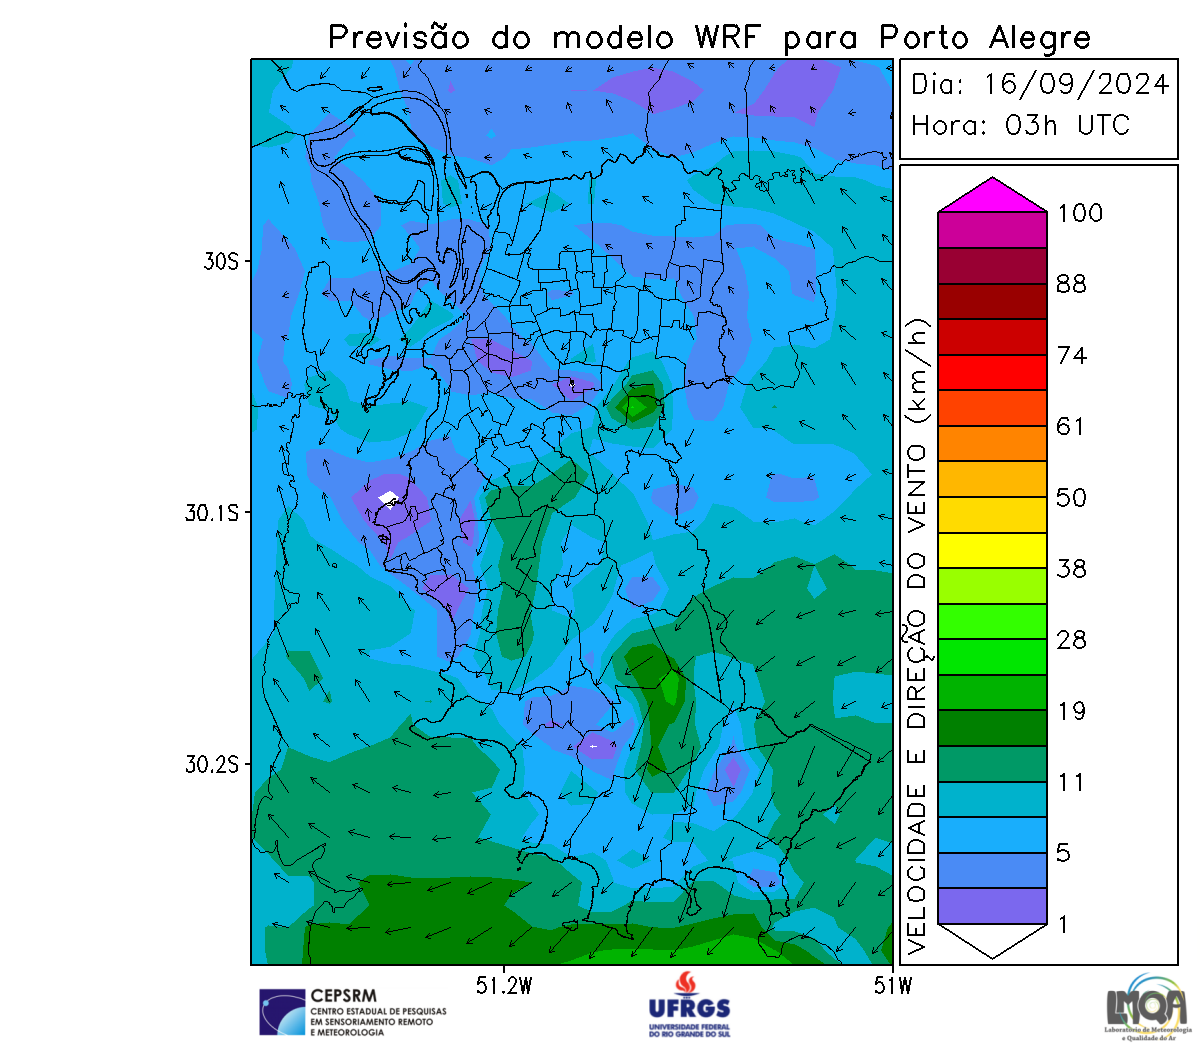 Previsão do modelo WRF para Porto Alegre
Dia: 16/09/2024
Hora: 03h UTC
30S
30.1S
30.2S
51.2W
51W
VELOCIDADE E DIREÇÃO DO VENTO (km/h)
100
88
74
61
50
38
28
19
11
5
1
CEPSRM
CENTRO ESTADUAL DE PESQUISAS
EM SENSORIAMENTO REMOTO
E METEOROLOGIA
UFRGS
UNIVERSIDADE FEDERAL
DO RIO GRANDE DO SUL
LMQA
Laboratório de Meteorologia
e Qualidade do Ar